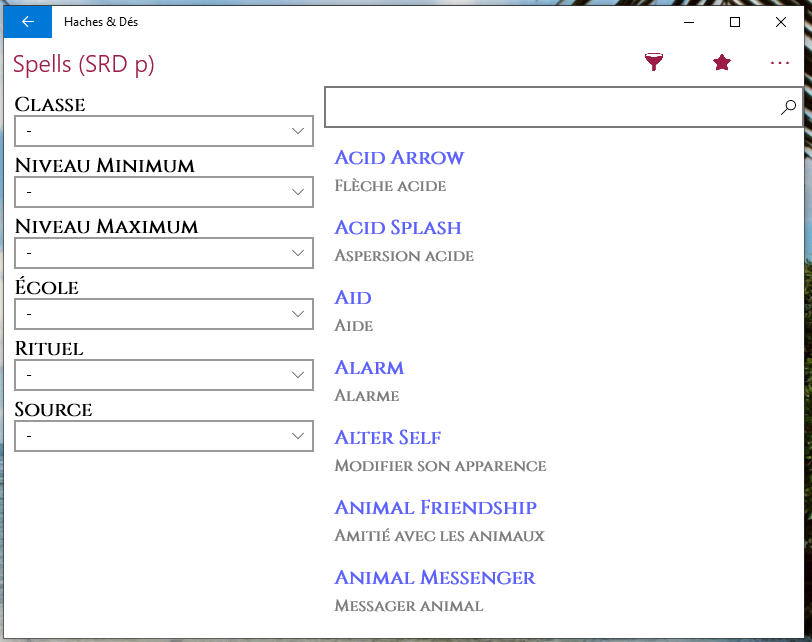 Haches & Dés
Spells (SRD p)
Classe
-
Niveau Minimum
-
Niveau Maximum
-
École
-
Rituel
-
Source
-
Acid Arrow
Flèche acide
Acid Splash
Aspersion acide
Aid
Aide
Alarm
Alarme
Alter Self
Modifier son apparence
Animal Friendship
Amitié avec les animaux
Animal Messenger
Messager animal